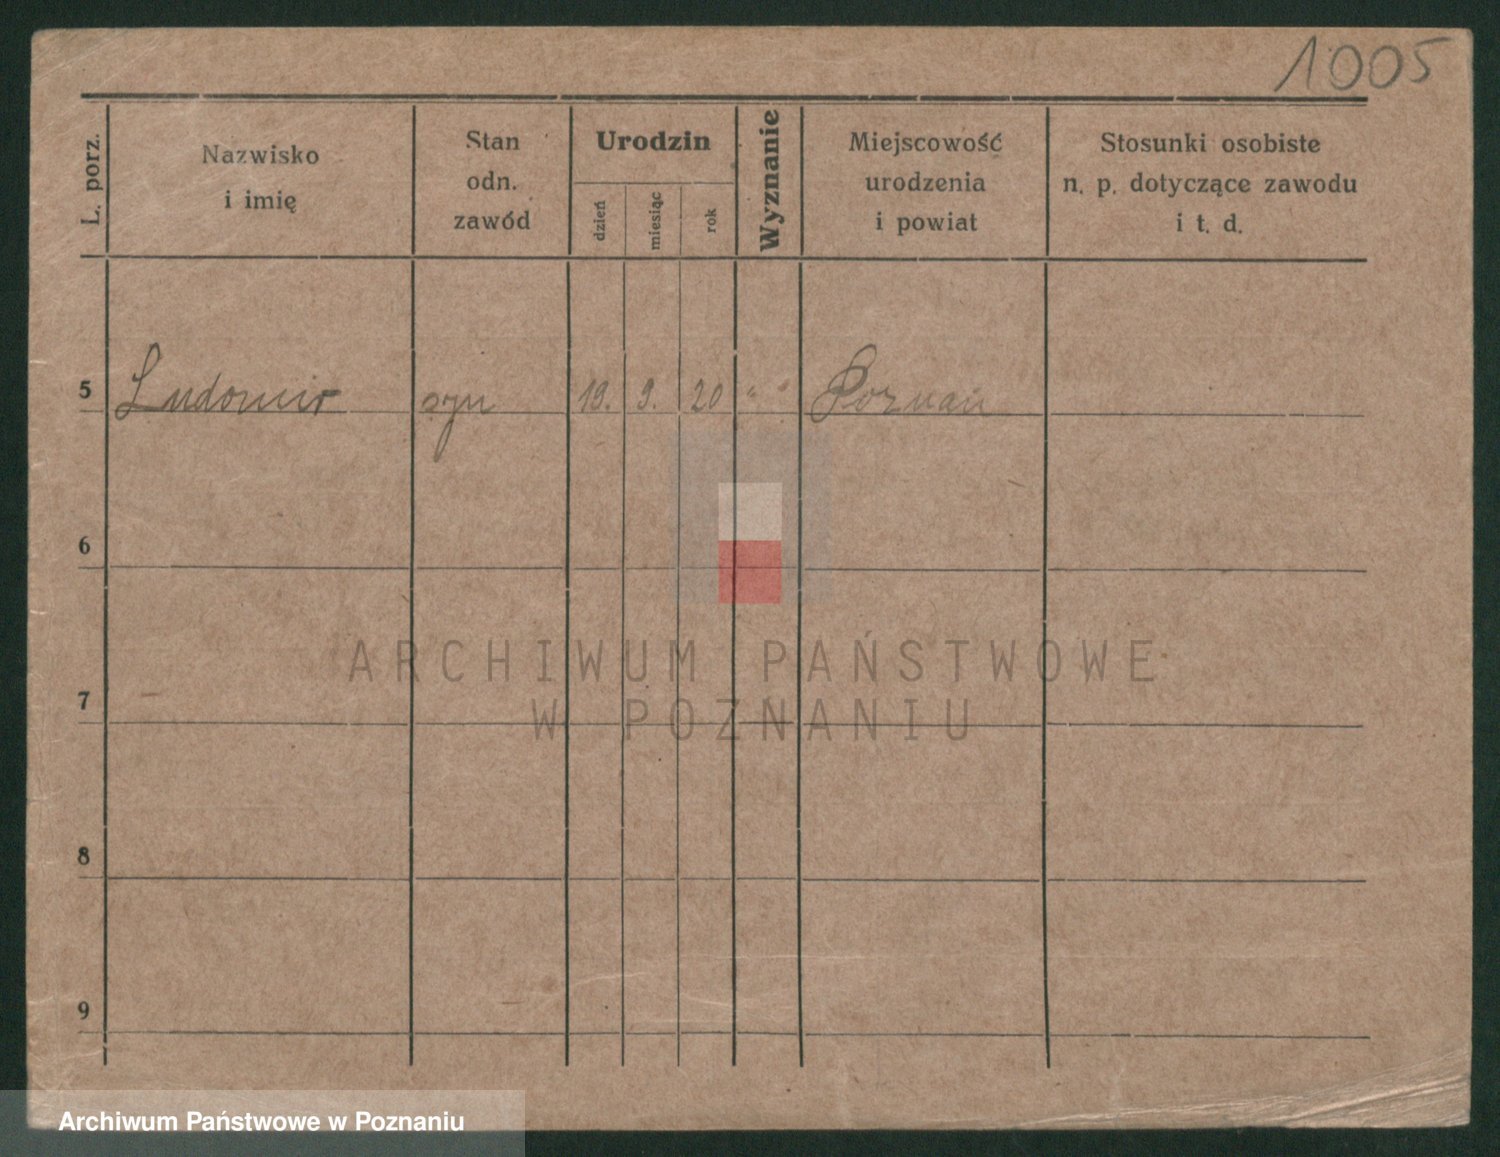 1005
L. porz.
Nazwisko
i imię
Stan
odn.
zawód
Urodzin
dzień
miesiąc
rok
Wyznanie
Miejscowość
urodzenia
i powiat
Stosunki osobiste
n. p. dotyczące zawodu
i t. d.
5 Ludomir syn 19. 9. 20 " " Poznań
6
7
8
9
ARCHIWUM PAŃSTWOWE
W POZNANIU
Archiwum Państwowe w Poznaniu